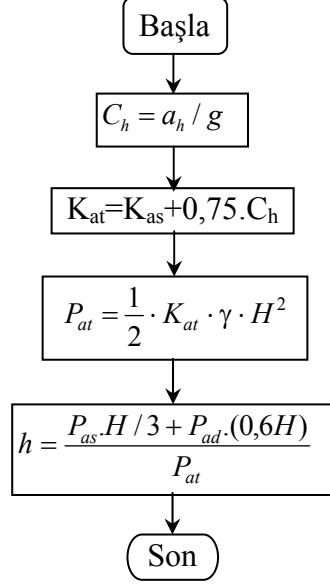 Başla
C_h = a_h / g
K_at=K_as+0,75.C_h
P_at = 1/2 · K_at · γ · H^2
h = (P_as.H / 3 + P_ad.(0,6H)) / P_at
Son